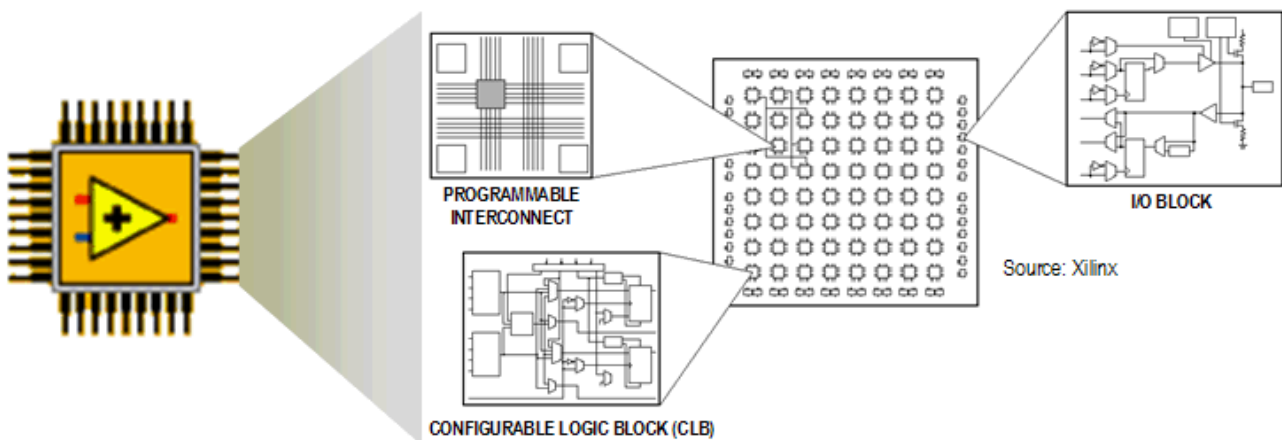 PROGRAMMABLE
INTERCONNECT
I/O BLOCK
Source: Xilinx
CONFIGURABLE LOGIC BLOCK (CLB)